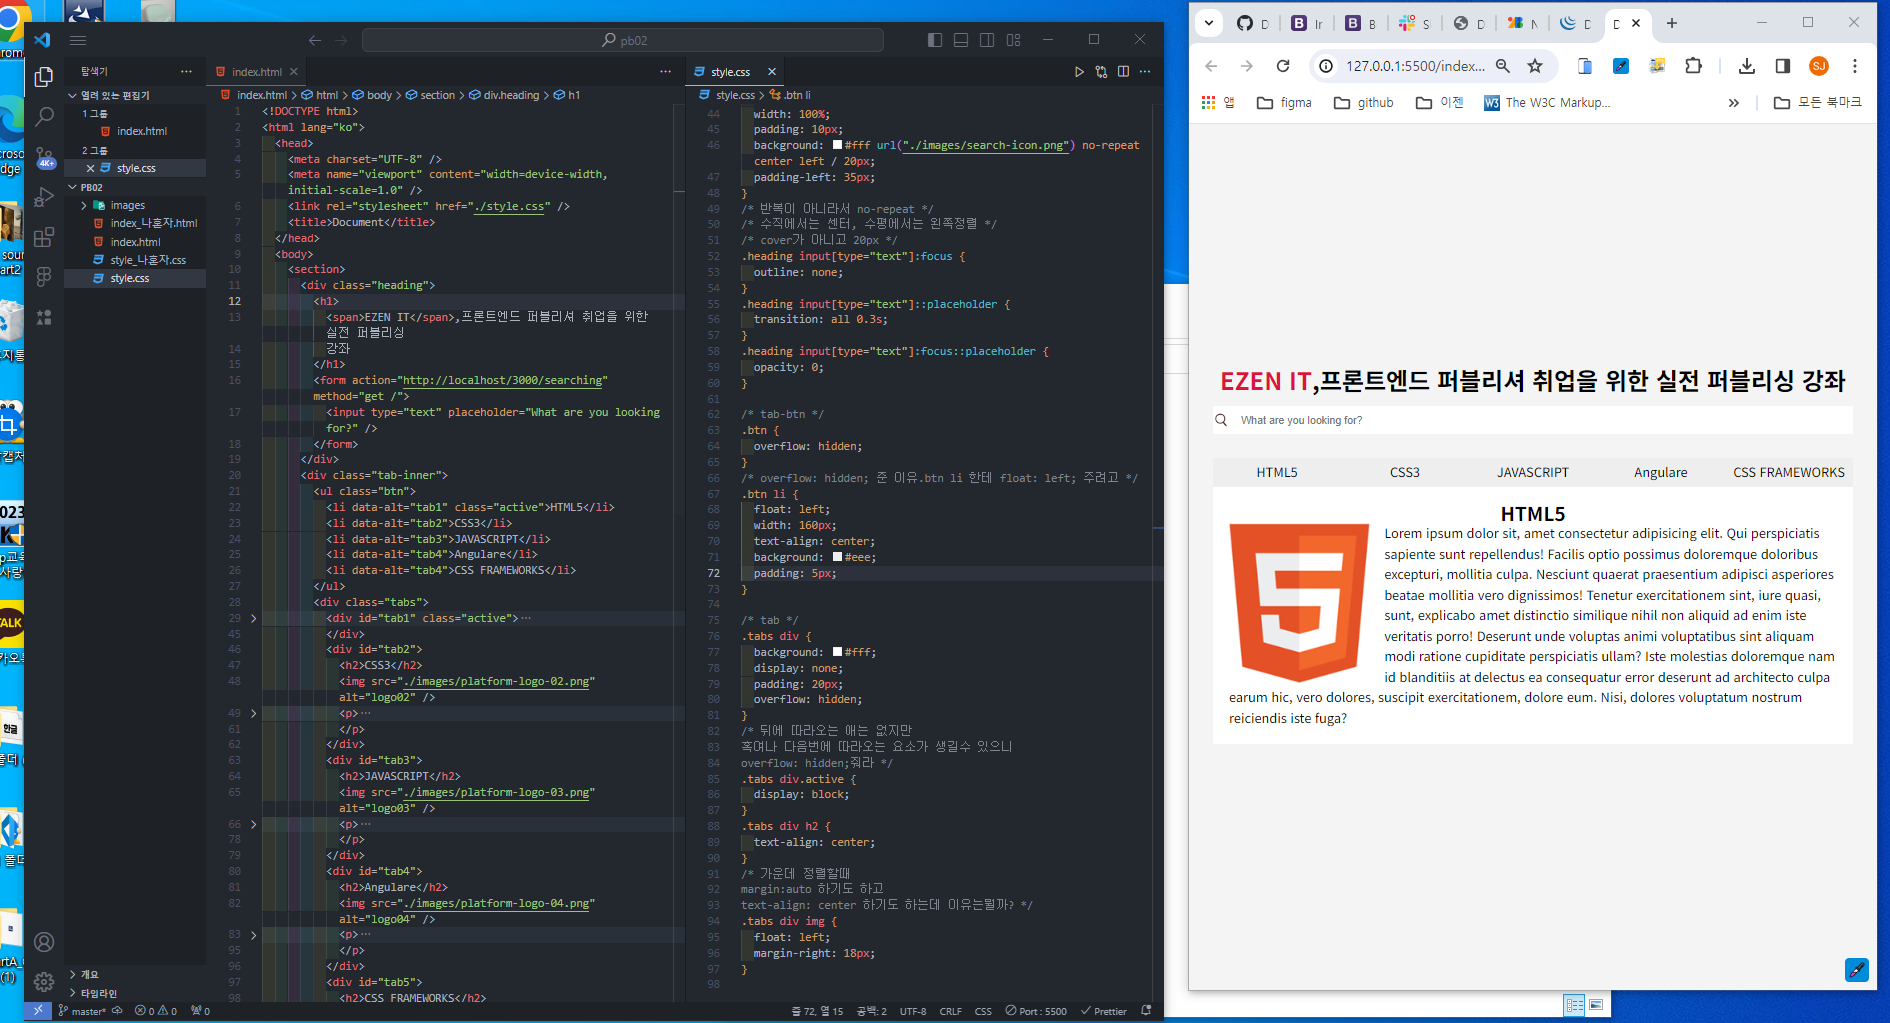 pb02
탐색기
열려 있는 편집기
1 그룹
index.html
2 그룹
style.css
PB02
images
index_나혼자.html
index.html
style_나혼자.css
style.css
개요
타임라인
4K+
index.html
index.html > html > body > section > div.heading > h1
1 <!DOCTYPE html>
2 <html lang="ko">
3 <head>
4 <meta charset="UTF-8" />
5 <meta name="viewport" content="width=device-width,
initial-scale=1.0" />
6 <link rel="stylesheet" href="./style.css" />
7 <title>Document</title>
8 </head>
9 <body>
10 <section>
11 <div class="heading">
12 <h1>
13 <span>EZEN IT</span>,프론트엔드 퍼블리셔 취업을 위한
실전 퍼블리싱
14 강좌
15 </h1>
16 <form action="http://localhost/3000/searching"
method="get />">
17 <input type="text" placeholder="What are you looking
for?" />
18 </form>
19 </div>
20 <div class="tab-inner">
21 <ul class="btn">
22 <li data-alt="tab1" class="active">HTML5</li>
23 <li data-alt="tab2">CSS3</li>
24 <li data-alt="tab3">JAVASCRIPT</li>
25 <li data-alt="tab4">Angulare</li>
26 <li data-alt="tab4">CSS FRAMEWORKS</li>
27 </ul>
28 <div class="tabs">
29 <div id="tab1" class="active">…
45 </div>
46 <div id="tab2">
47 <h2>CSS3</h2>
48 <img src="./images/platform-logo-02.png"
alt="logo02" />
49 <p>…
61 </p>
62 </div>
63 <div id="tab3">
64 <h2>JAVASCRIPT</h2>
65 <img src="./images/platform-logo-03.png"
alt="logo03" />
66 <p>…
78 </p>
79 </div>
80 <div id="tab4">
81 <h2>Angulare</h2>
82 <img src="./images/platform-logo-04.png"
alt="logo04" />
83 <p>…
95 </p>
96 </div>
97 <div id="tab5">
98 <h2>CSS FRAMEWORKS</h2>
style.css
style.css > .btn li
44 width: 100%;
45 padding: 10px;
46 background: #fff url("./images/search-icon.png") no-repeat
center left / 20px;
47 padding-left: 35px;
48 }
49 /* 반복이 아니라서 no-repeat */
50 /* 수직에서는 센터, 수평에서는 왼쪽정렬 */
51 /* cover가 아니고 20px */
52 .heading input[type="text"]:focus {
53 outline: none;
54 }
55 .heading input[type="text"]::placeholder {
56 transition: all 0.3s;
57 }
58 .heading input[type="text"]:focus::placeholder {
59 opacity: 0;
60 }
61
62 /* tab-btn */
63 .btn {
64 overflow: hidden;
65 }
66 /* overflow: hidden; 준 이유.btn li 한테 float: left; 주려고 */
67 .btn li {
68 float: left;
69 width: 160px;
70 text-align: center;
71 background: #eee;
72 padding: 5px;
73 }
74
75 /* tab */
76 .tabs div {
77 background: #fff;
78 display: none;
79 padding: 20px;
80 overflow: hidden;
81 }
82 /* 뒤에 따라오는 애는 없지만
83 혹여나 다음번에 따라오는 요소가 생길수 있으니
84 overflow: hidden;줘라 */
85 .tabs div.active {
86 display: block;
87 }
88 .tabs div h2 {
89 text-align: center;
90 }
91 /* 가운데 정렬할때
92 margin:auto 하기도 하고
93 text-align: center 하기도 하는데 이유는뭘까? */
94 .tabs div img {
95 float: left;
96 margin-right: 18px;
97 }
98
master* 0 0 0
줄 72, 열 15 공백: 2 UTF-8 CRLF CSS Port : 5500 Prettier
127.0.0.1:5500/index...
SJ
앱 figma github 이젠 The W3C Markup... 모든 북마크
EZEN IT,프론트엔드 퍼블리셔 취업을 위한 실전 퍼블리싱 강좌
What are you looking for?
HTML5 CSS3 JAVASCRIPT Angulare CSS FRAMEWORKS
HTML5
Lorem ipsum dolor sit, amet consectetur adipisicing elit. Qui perspiciatis
sapiente sunt repellendus! Facilis optio possimus doloremque doloribus
excepturi, mollitia culpa. Nesciunt quaerat praesentium adipisci asperiores
beatae mollitia vero dignissimos! Tenetur exercitationem sint, iure quasi,
sunt, explicabo amet distinctio similique nihil non aliquid ad enim iste
veritatis porro! Deserunt unde voluptas animi voluptatibus sint aliquam
modi ratione cupiditate perspiciatis ullam? Iste molestias doloremque nam
id blanditiis at delectus ea consequatur error deserunt ad architecto culpa
earum hic, vero dolores, suscipit exercitationem, dolore eum. Nisi, dolores voluptatum nostrum
reiciendis iste fuga?